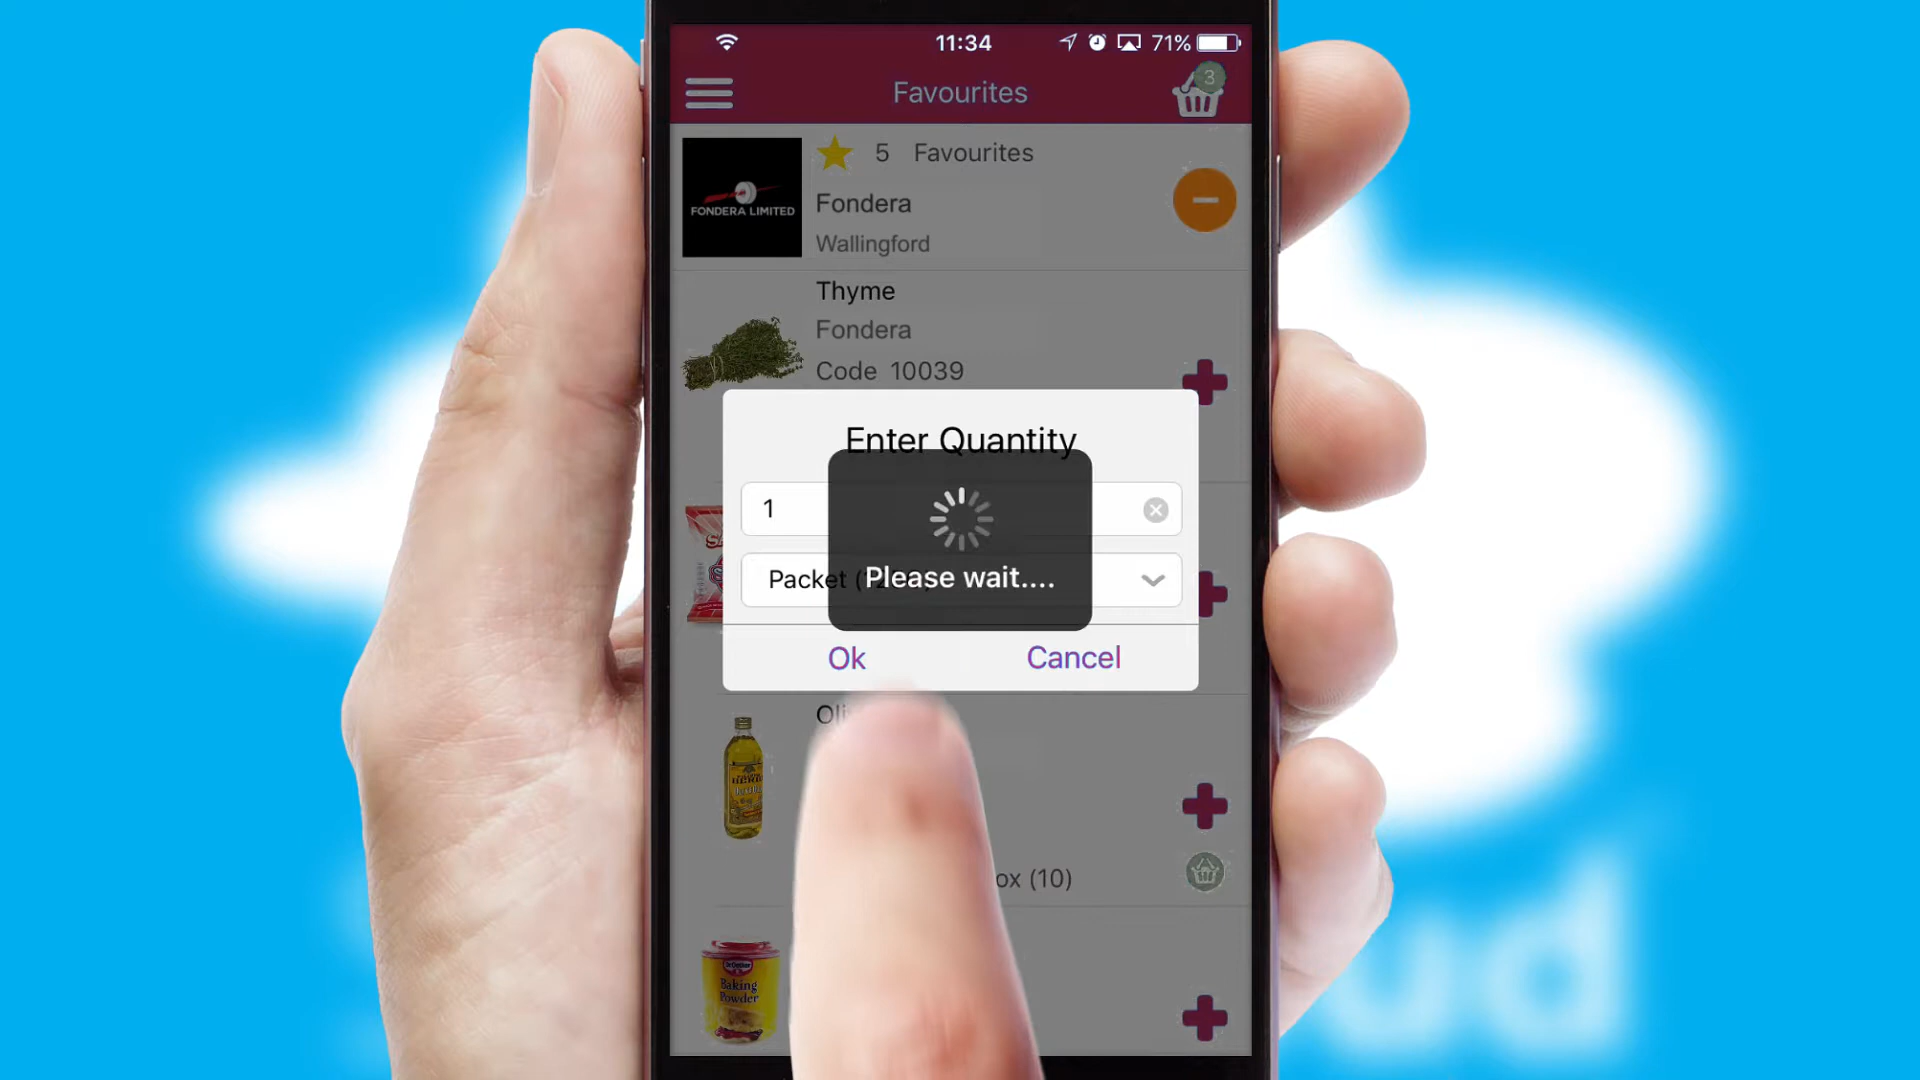 11:34
71%
Favourites
3
5 Favourites
FONDERA LIMITED
Fondera
Wallingford
Thyme
Fondera
Code 10039
Enter Quantity
1
Packet
Please wait....
Ok
Cancel
ox (10)
Baking
Powder
ud